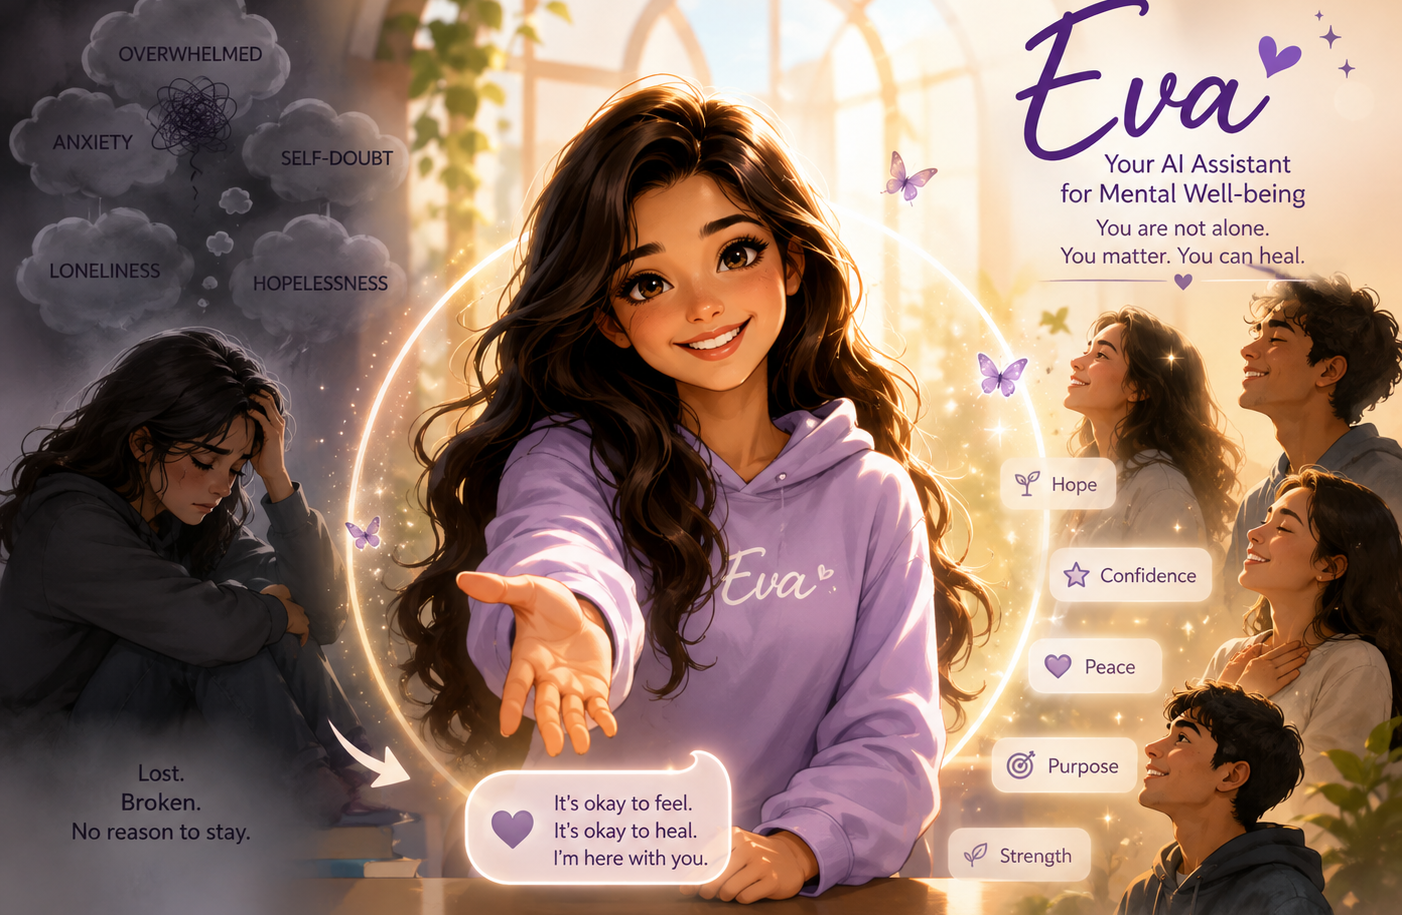 OVERWHELMED
ANXIETY
SELF-DOUBT
LONELINESS
HOPELESSNESS
Lost.
Broken.
No reason to stay.
Eva
It's okay to feel.
It's okay to heal.
I'm here with you.
Eva
Your AI Assistant
for Mental Well-being
You are not alone.
You matter. You can heal.
Hope
Confidence
Peace
Purpose
Strength